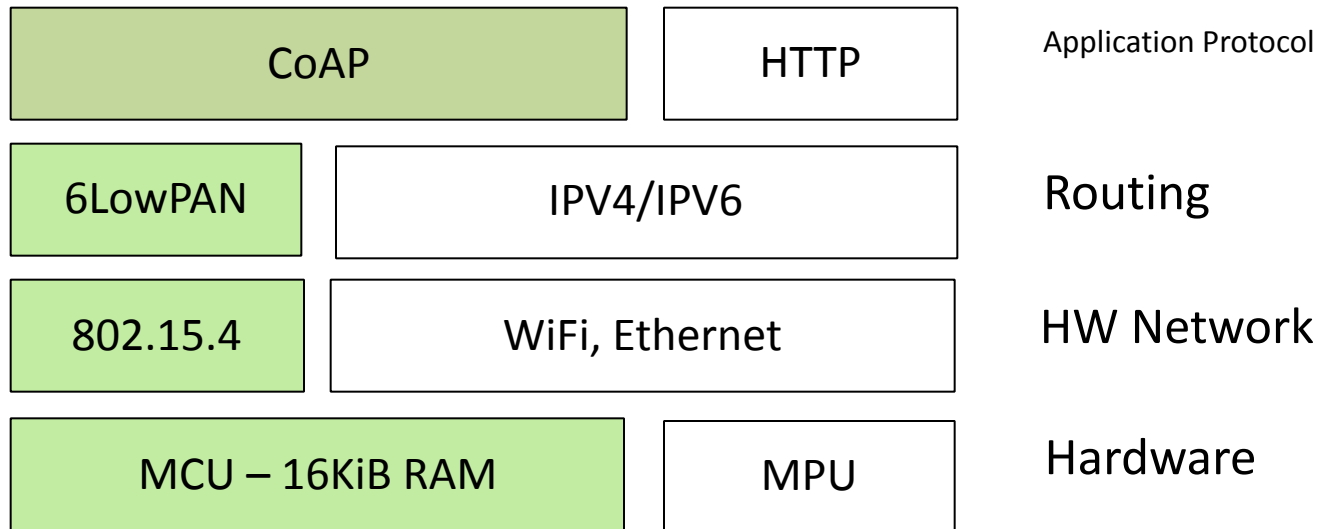 CoAP
HTTP
Application Protocol
6LowPAN
IPV4/IPV6
Routing
802.15.4
WiFi, Ethernet
HW Network
MCU – 16KiB RAM
MPU
Hardware